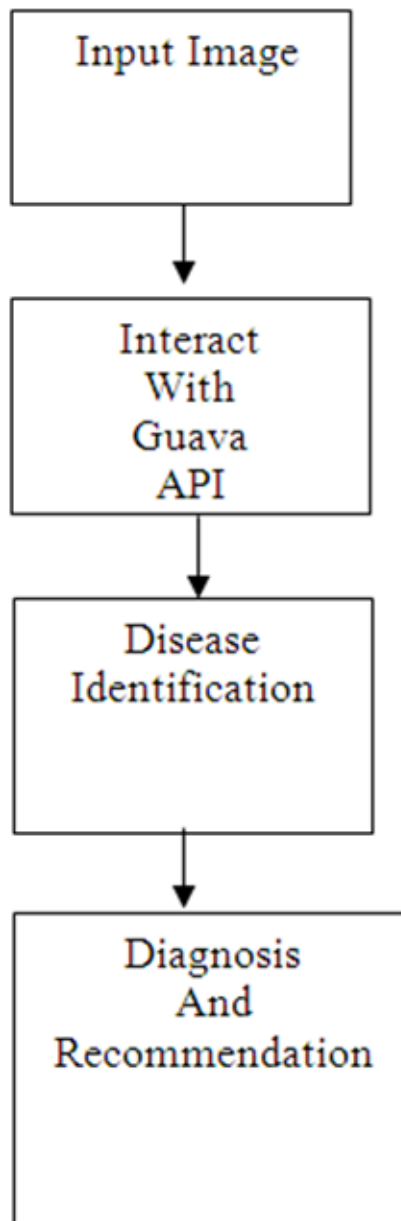 Input Image
Interact
With
Guava
API
Disease
Identification
Diagnosis
And
Recommendation